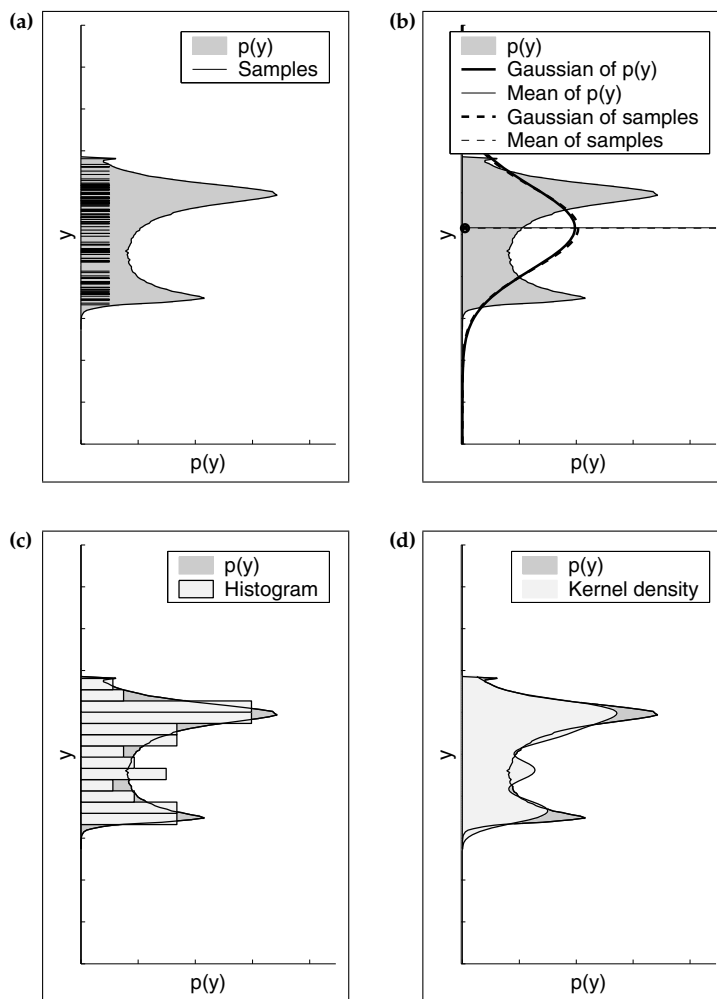 (a)
p(y)
Samples
y
p(y)
(b)
p(y)
Gaussian of p(y)
Mean of p(y)
Gaussian of samples
Mean of samples
y
p(y)
(c)
p(y)
Histogram
y
p(y)
(d)
p(y)
Kernel density
y
p(y)